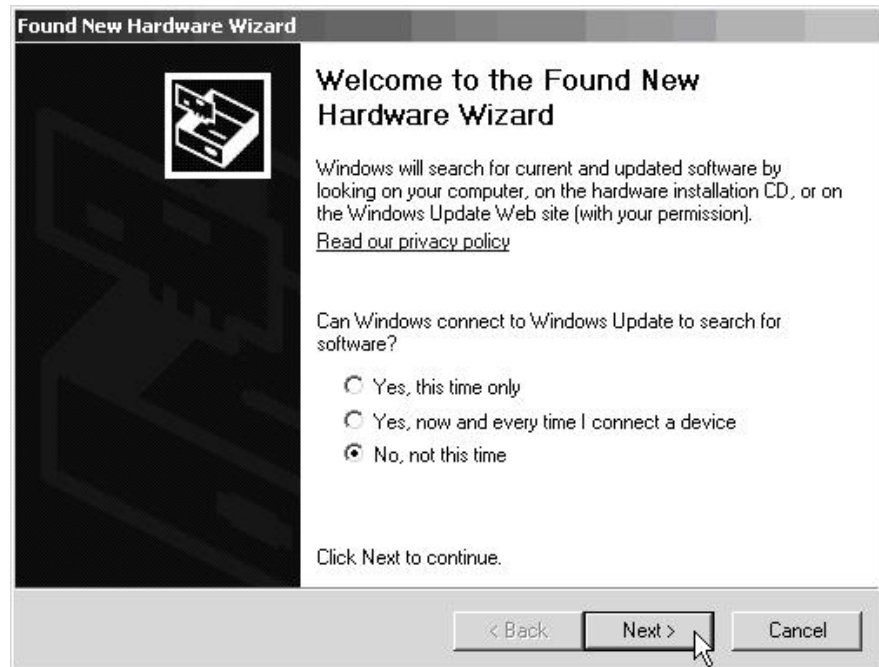 Found New Hardware Wizard
Welcome to the Found New
Hardware Wizard
Windows will search for current and updated software by
looking on your computer, on the hardware installation CD, or on
the Windows Update Web site (with your permission).
Read our privacy policy
Can Windows connect to Windows Update to search for
software?
Yes, this time only
Yes, now and every time I connect a device
No, not this time
Click Next to continue.
< Back Next > Cancel